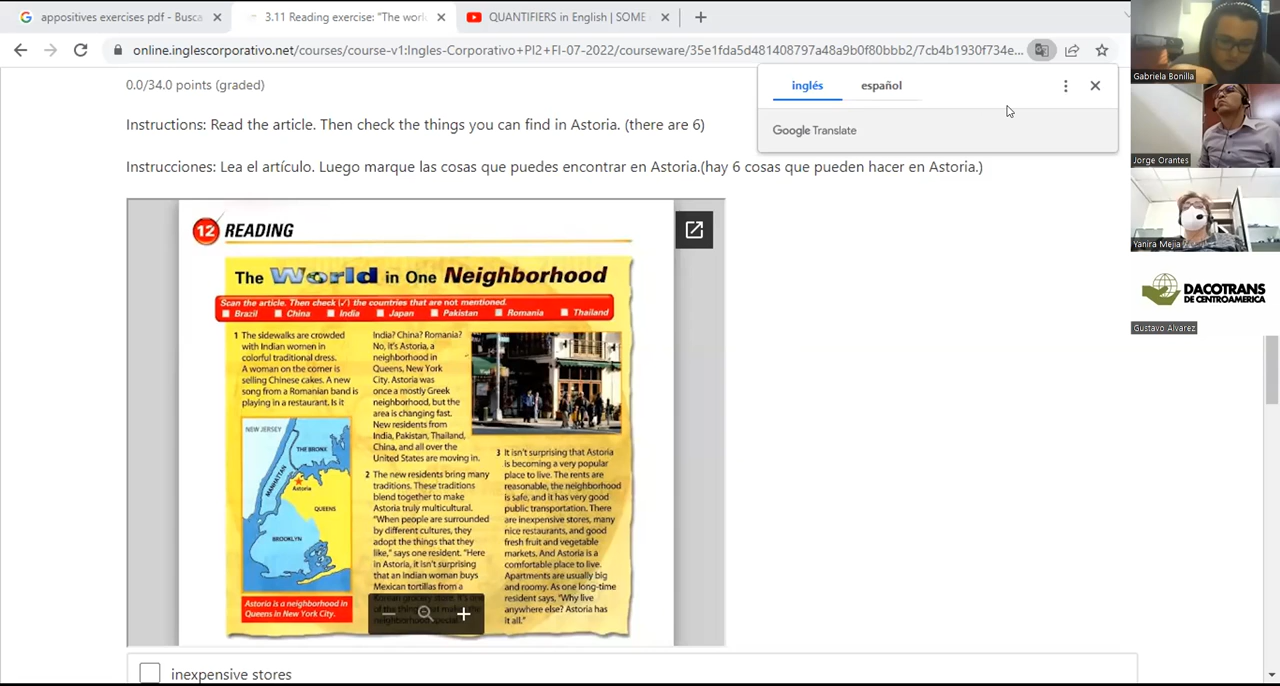 appositives exercises pdf - Busca
3.11 Reading exercise: "The worl
QUANTIFIERS in English | SOME
online.inglescorporativo.net/courses/course-v1:Ingles-Corporativo+PI2+FI-07-2022/courseware/35e1fda5d481408797a48a9b0f80bbb2/7cb4b1930f734e...
inglés español
Google Translate
0.0/34.0 points (graded)
Instructions: Read the article. Then check the things you can find in Astoria. (there are 6)
Instrucciones: Lea el artículo. Luego marque las cosas que puedes encontrar en Astoria.(hay 6 cosas que pueden hacer en Astoria.)
12 READING
The World in One Neighborhood
Scan the article. Then check (✓) the countries that are not mentioned.
Brazil China India Japan Pakistan Romania Thailand
1 The sidewalks are crowded
with Indian women in
colorful traditional dress.
A woman on the corner is
selling Chinese cakes. A new
song from a Romanian band is
playing in a restaurant. Is it
India? China? Romania?
No, it's Astoria, a
neighborhood in
Queens, New York
City. Astoria was
once a mostly Greek
neighborhood, but the
area is changing fast.
New residents from
India, Pakistan, Thailand,
China, and all over the
United States are moving in.
2 The new residents bring many
traditions. These traditions
blend together to make
Astoria truly multicultural.
"When people are surrounded
by different cultures, they
adopt the things that they
like," says one resident. "Here
in Astoria, it isn't surprising
that an Indian woman buys
Mexican tortillas from a
Korean grocery store. It's one
of the things that make the
neighborhood special."
3 It isn't surprising that Astoria
is becoming a very popular
place to live. The rents are
reasonable, the neighborhood
is safe, and it has very good
public transportation. There
are inexpensive stores, many
nice restaurants, and good
fresh fruit and vegetable
markets. And Astoria is a
comfortable place to live.
Apartments are usually big
and roomy. As one long-time
resident says, "Why live
anywhere else? Astoria has
it all."
NEW JERSEY
THE BRONX
MANHATTAN
Astoria
QUEENS
BROOKLYN
Astoria is a neighborhood in
Queens in New York City.
inexpensive stores
Gabriela Bonilla
Jorge Orantes
Yanira Mejia
DACOTRANS
DE CENTROAMERICA
Gustavo Alvarez